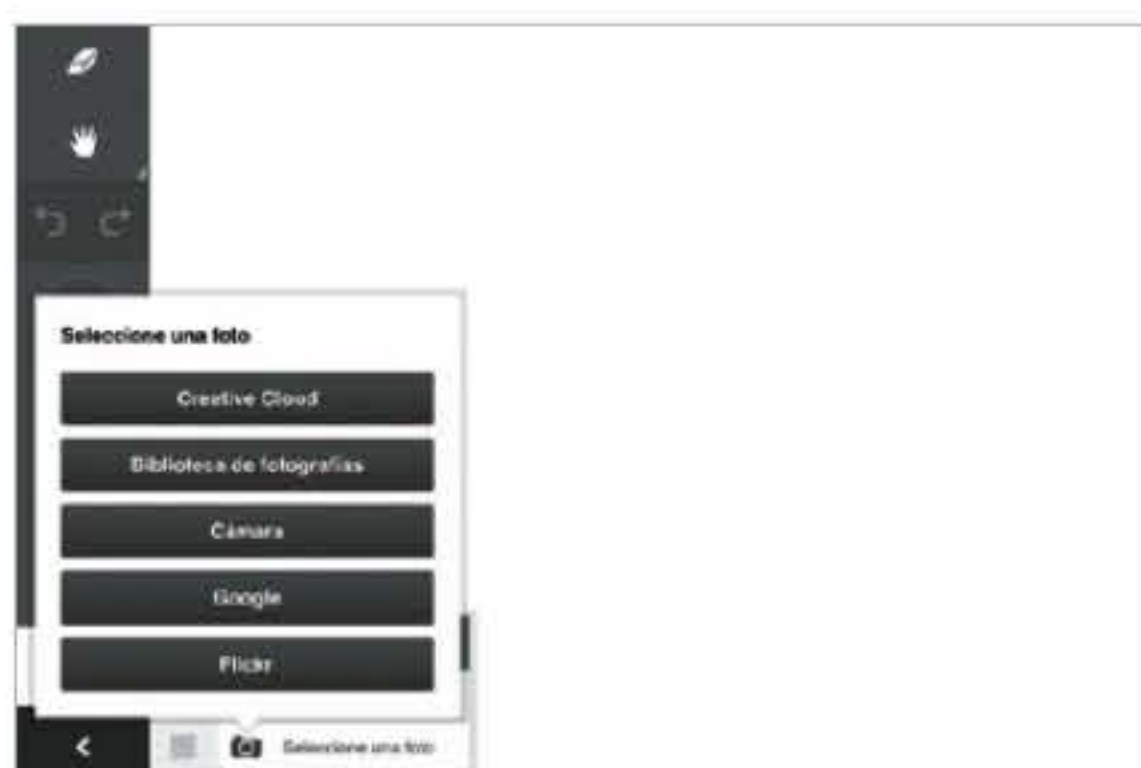 Seleccione una foto
Creative Cloud
Biblioteca de fotografías
Cámara
Google
Flickr
Seleccione una foto